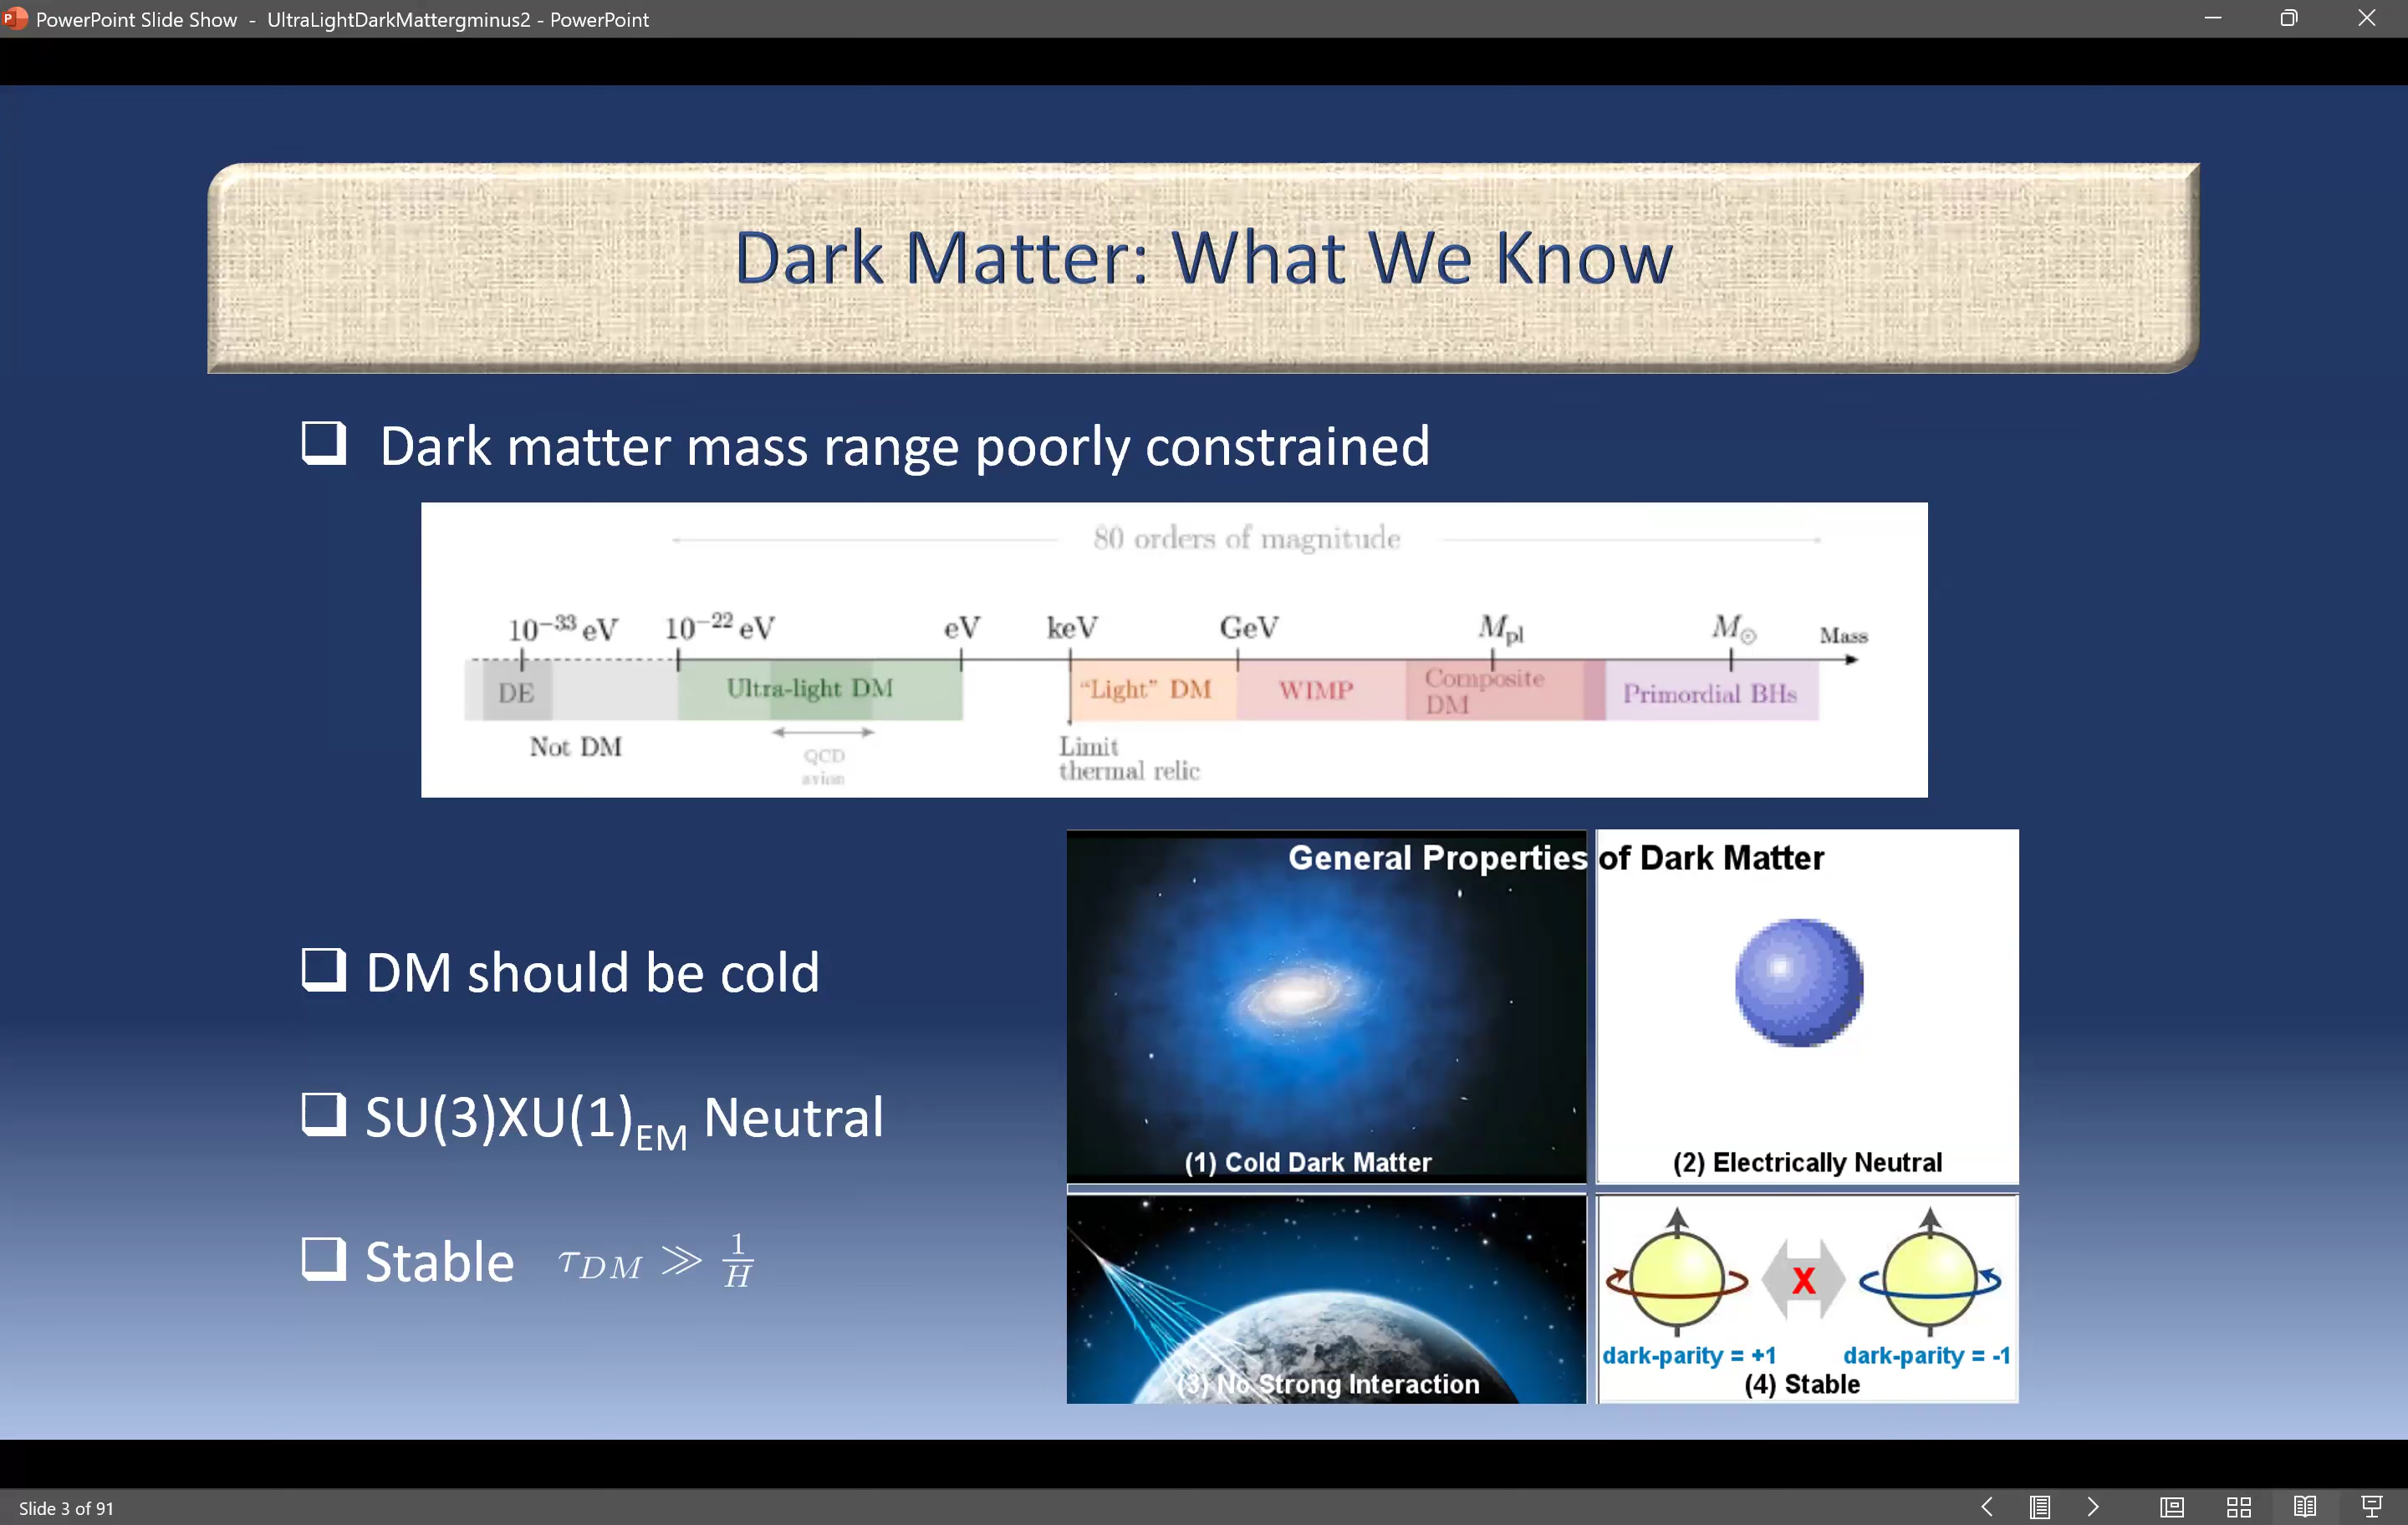 PowerPoint Slide Show - UltraLightDarkMattergminus2 - PowerPoint
Dark Matter: What We Know
❑ Dark matter mass range poorly constrained
80 orders of magnitude
10⁻³³ eV 10⁻²² eV eV keV GeV M_pl M_⊙ Mass
DE Ultra-light DM "Light" DM WIMP Composite DM Primordial BHs
Not DM
QCD
axion
Limit
thermal relic
General Properties of Dark Matter
❑ DM should be cold
(1) Cold Dark Matter
(2) Electrically Neutral
❑ SU(3)XU(1)_EM Neutral
❑ Stable τ_DM ≫ 1/H
X
dark-parity = +1 dark-parity = -1
(3) No Strong Interaction
(4) Stable
Slide 3 of 91